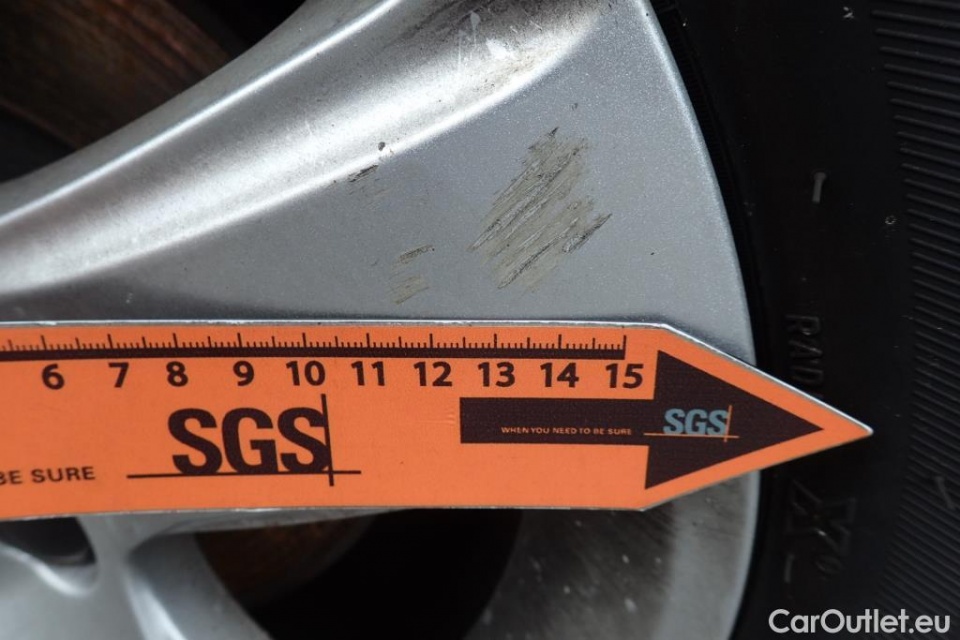 RAD
6 7 8 9 10 11 12 13 14 15
SGS
WHEN YOU NEED TO BE SURE
SGS
BE SURE
CarOutlet.eu